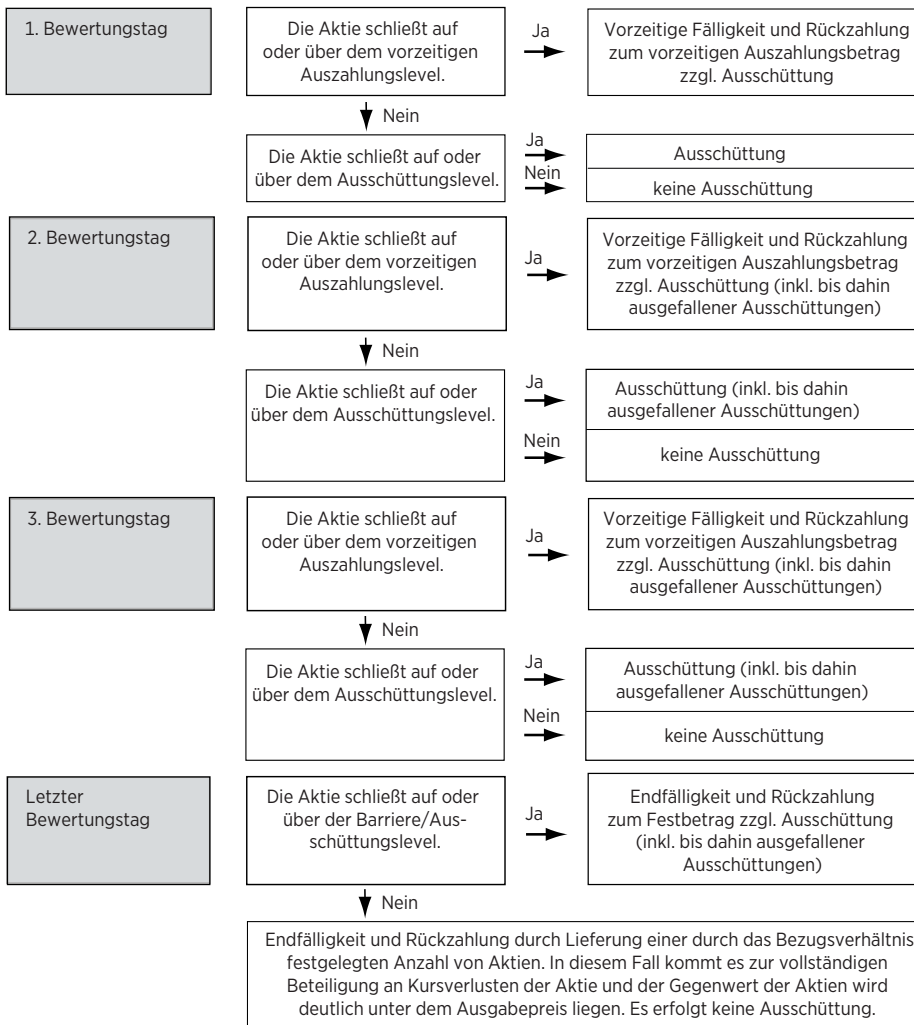 1. Bewertungstag
Die Aktie schließt auf
oder über dem vorzeitigen
Auszahlungslevel.
Ja
Vorzeitige Fälligkeit und Rückzahlung
zum vorzeitigen Auszahlungsbetrag
zzgl. Ausschüttung
Nein
Die Aktie schließt auf oder
über dem Ausschüttungslevel.
Ja
Ausschüttung
Nein
keine Ausschüttung
2. Bewertungstag
Die Aktie schließt auf
oder über dem vorzeitigen
Auszahlungslevel.
Ja
Vorzeitige Fälligkeit und Rückzahlung
zum vorzeitigen Auszahlungsbetrag
zzgl. Ausschüttung (inkl. bis dahin
ausgefallener Ausschüttungen)
Nein
Die Aktie schließt auf oder
über dem Ausschüttungslevel.
Ja
Ausschüttung (inkl. bis dahin
ausgefallener Ausschüttungen)
Nein
keine Ausschüttung
3. Bewertungstag
Die Aktie schließt auf
oder über dem vorzeitigen
Auszahlungslevel.
Ja
Vorzeitige Fälligkeit und Rückzahlung
zum vorzeitigen Auszahlungsbetrag
zzgl. Ausschüttung (inkl. bis dahin
ausgefallener Ausschüttungen)
Nein
Die Aktie schließt auf oder
über dem Ausschüttungslevel.
Ja
Ausschüttung (inkl. bis dahin
ausgefallener Ausschüttungen)
Nein
keine Ausschüttung
Letzter
Bewertungstag
Die Aktie schließt auf oder
über der Barriere/Aus-
schüttungslevel.
Ja
Endfälligkeit und Rückzahlung
zum Festbetrag zzgl. Ausschüttung
(inkl. bis dahin ausgefallener
Ausschüttungen)
Nein
Endfälligkeit und Rückzahlung durch Lieferung einer durch das Bezugsverhältnis
festgelegten Anzahl von Aktien. In diesem Fall kommt es zur vollständigen
Beteiligung an Kursverlusten der Aktie und der Gegenwert der Aktien wird
deutlich unter dem Ausgabepreis liegen. Es erfolgt keine Ausschüttung.